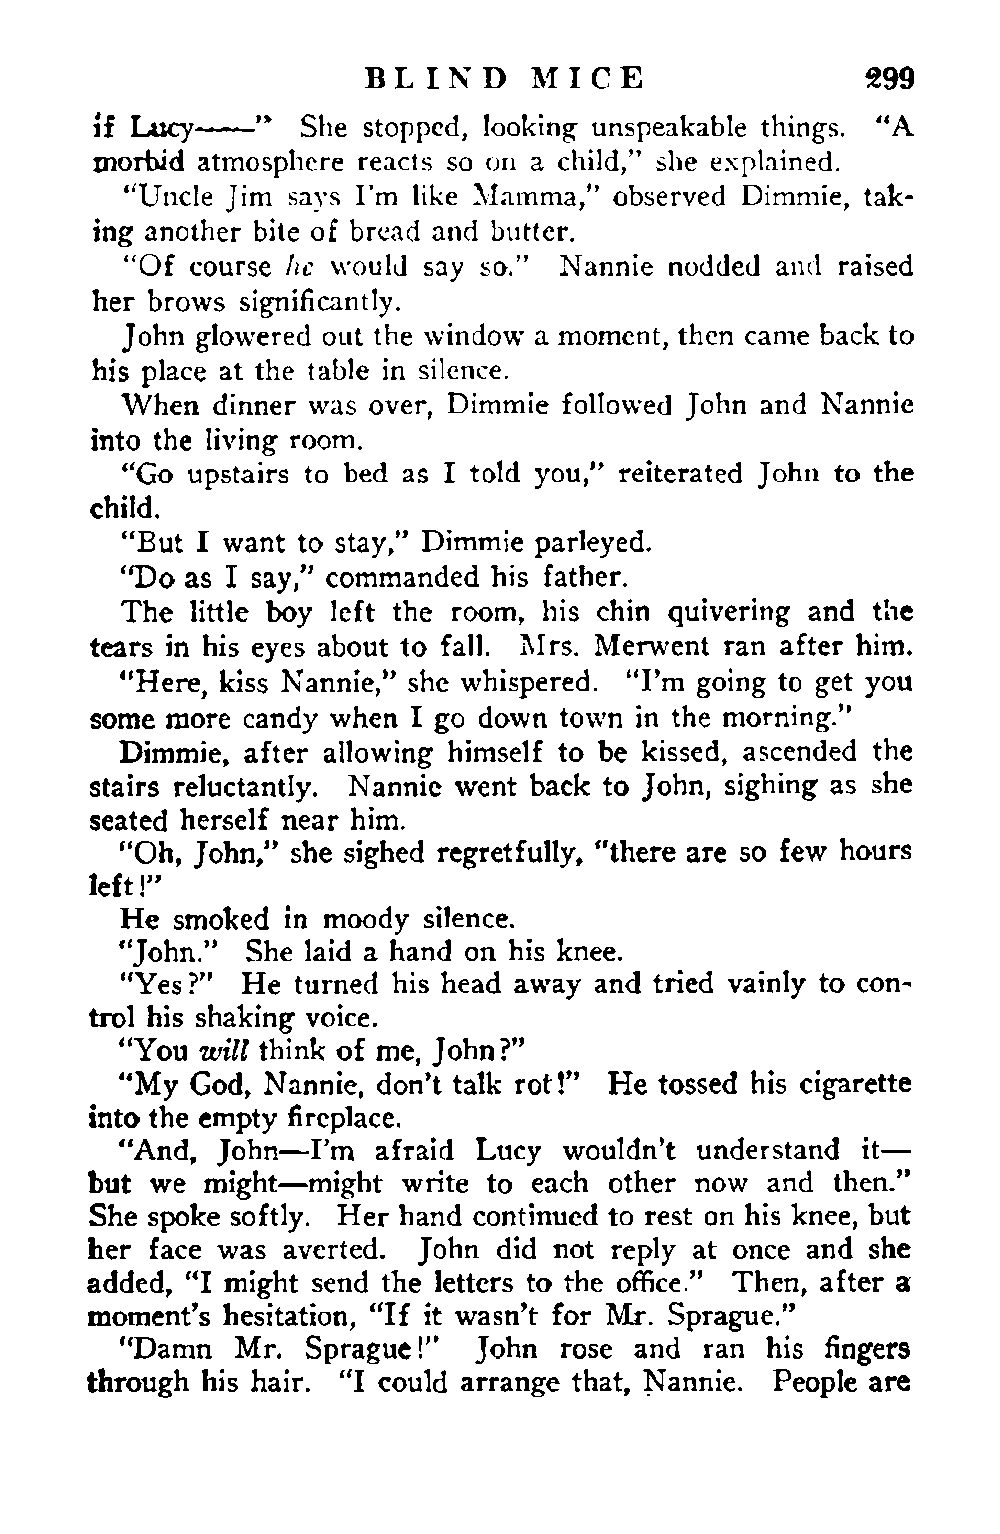 BLIND MICE 299
if Lucy——" She stopped, looking unspeakable things. "A
morbid atmosphere reacts so on a child," she explained.
"Uncle Jim says I'm like Mamma," observed Dimmie, tak-
ing another bite of bread and butter.
"Of course he would say so." Nannie nodded and raised
her brows significantly.
John glowered out the window a moment, then came back to
his place at the table in silence.
When dinner was over, Dimmie followed John and Nannie
into the living room.
"Go upstairs to bed as I told you," reiterated John to the
child.
"But I want to stay," Dimmie parleyed.
"Do as I say," commanded his father.
The little boy left the room, his chin quivering and the
tears in his eyes about to fall. Mrs. Merwent ran after him.
"Here, kiss Nannie," she whispered. "I'm going to get you
some more candy when I go down town in the morning."
Dimmie, after allowing himself to be kissed, ascended the
stairs reluctantly. Nannie went back to John, sighing as she
seated herself near him.
"Oh, John," she sighed regretfully, "there are so few hours
left!"
He smoked in moody silence.
"John." She laid a hand on his knee.
"Yes?" He turned his head away and tried vainly to con-
trol his shaking voice.
"You will think of me, John?"
"My God, Nannie, don't talk rot!" He tossed his cigarette
into the empty fireplace.
"And, John—I'm afraid Lucy wouldn't understand it—
but we might—might write to each other now and then."
She spoke softly. Her hand continued to rest on his knee, but
her face was averted. John did not reply at once and she
added, "I might send the letters to the office." Then, after a
moment's hesitation, "If it wasn't for Mr. Sprague."
"Damn Mr. Sprague!" John rose and ran his fingers
through his hair. "I could arrange that, Nannie. People are